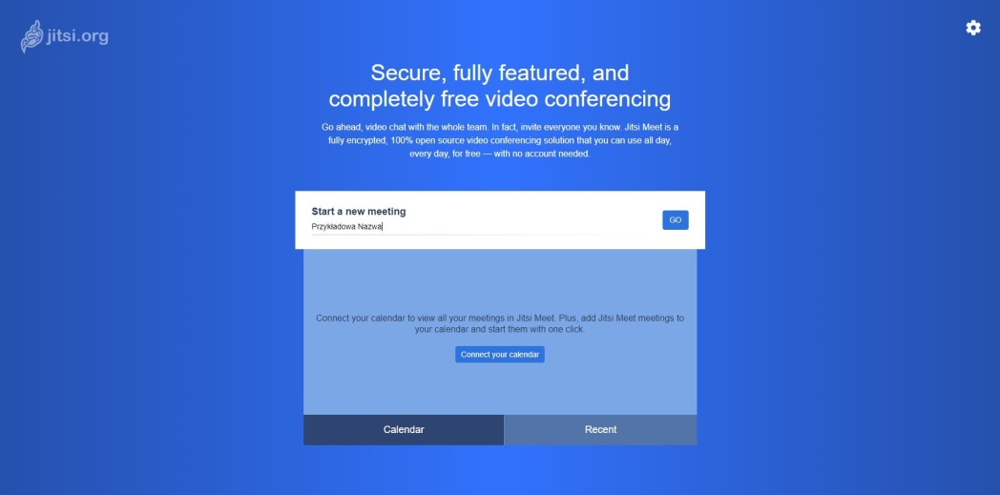 jitsi.org
Secure, fully featured, and
completely free video conferencing
Go ahead, video chat with the whole team. In fact, invite everyone you know. Jitsi Meet is a
fully encrypted, 100% open source video conferencing solution that you can use all day,
every day, for free — with no account needed.
Start a new meeting
Przykładowa Nazwa
GO
Connect your calendar to view all your meetings in Jitsi Meet. Plus, add Jitsi Meet meetings to
your calendar and start them with one click.
Connect your calendar
Calendar
Recent